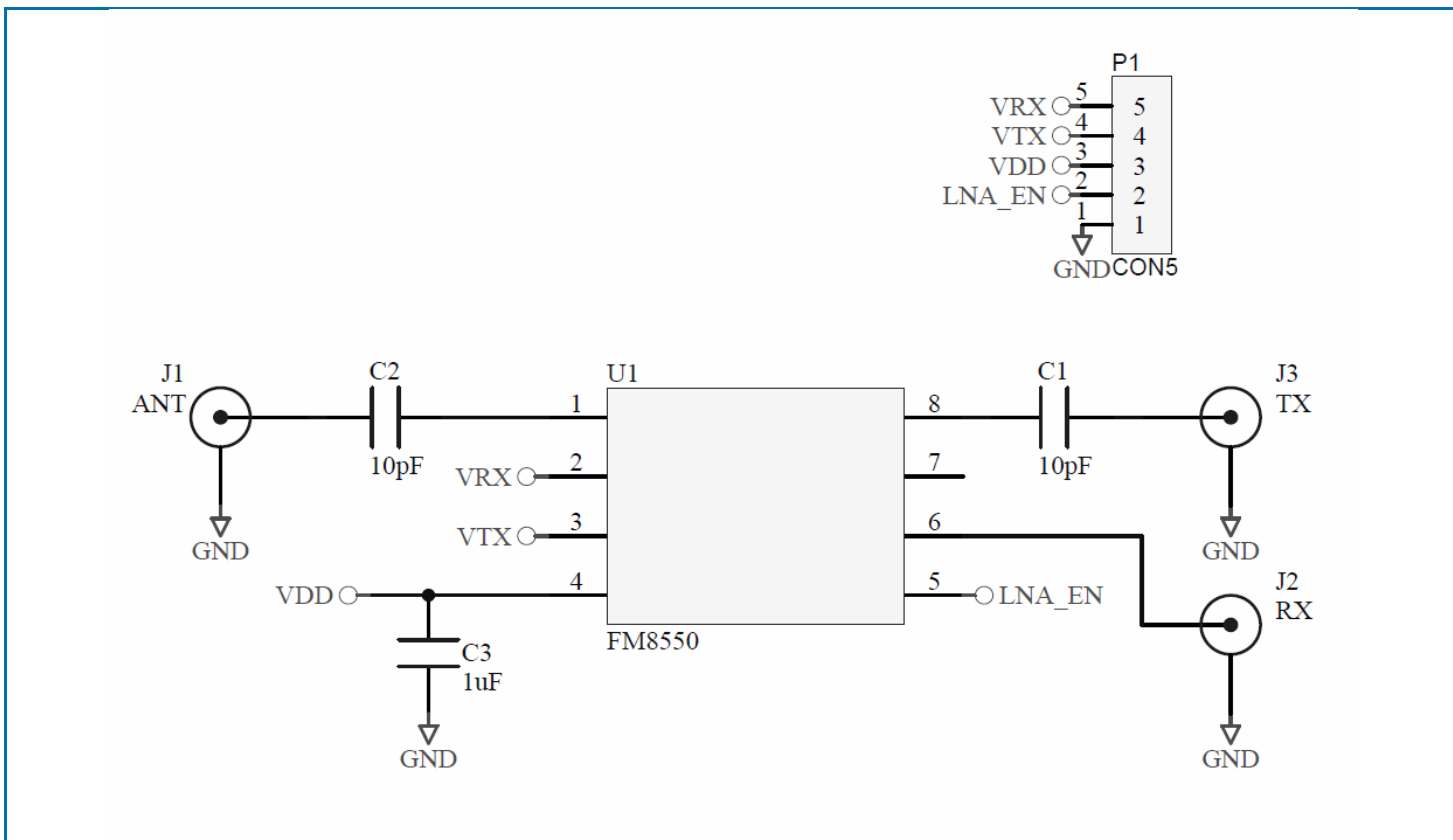 P1
VRX 5 5
VTX 4 4
VDD 3 3
LNA_EN 2 2
1 1
GND CON5
J1
ANT
C2
10pF
GND
U1
1
VRX 2
VTX 3
VDD 4
8
7
6
5 LNA_EN
FM8550
C3
1uF
GND
C1
10pF
J3
TX
GND
J2
RX
GND